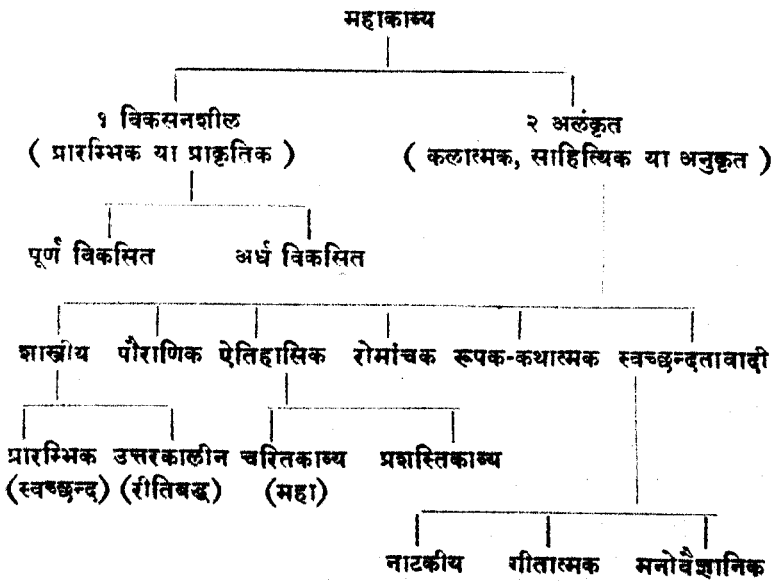 महाकाव्य
१ विकसनशील २ अलंकृत
( प्रारम्भिक या प्राकृतिक ) ( कलात्मक, साहित्यिक या अनुकृत )
पूर्ण विकसित अर्ध विकसित
शास्त्रीय पौराणिक ऐतिहासिक रोमांचक रूपक-कथात्मक स्वच्छन्दतावादी
प्रारम्भिक उत्तरकालीन चरितकाव्य प्रशस्तिकाव्य
(स्वच्छन्द) (रीतिबद्ध) (महा)
नाटकीय गीतात्मक मनोवैज्ञानिक